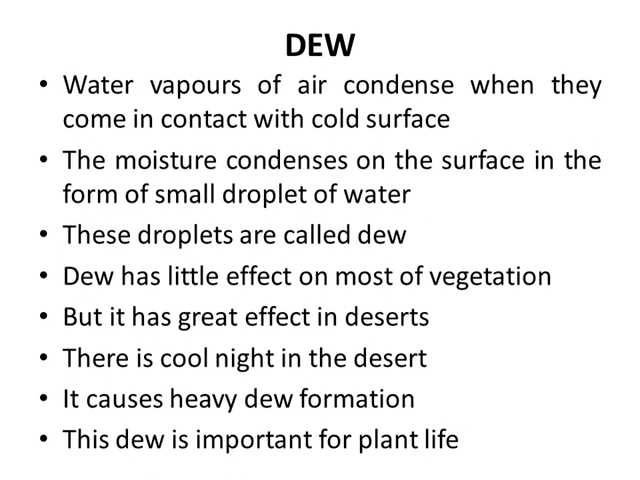 DEW
• Water vapours of air condense when they
come in contact with cold surface
• The moisture condenses on the surface in the
form of small droplet of water
• These droplets are called dew
• Dew has little effect on most of vegetation
• But it has great effect in deserts
• There is cool night in the desert
• It causes heavy dew formation
• This dew is important for plant life